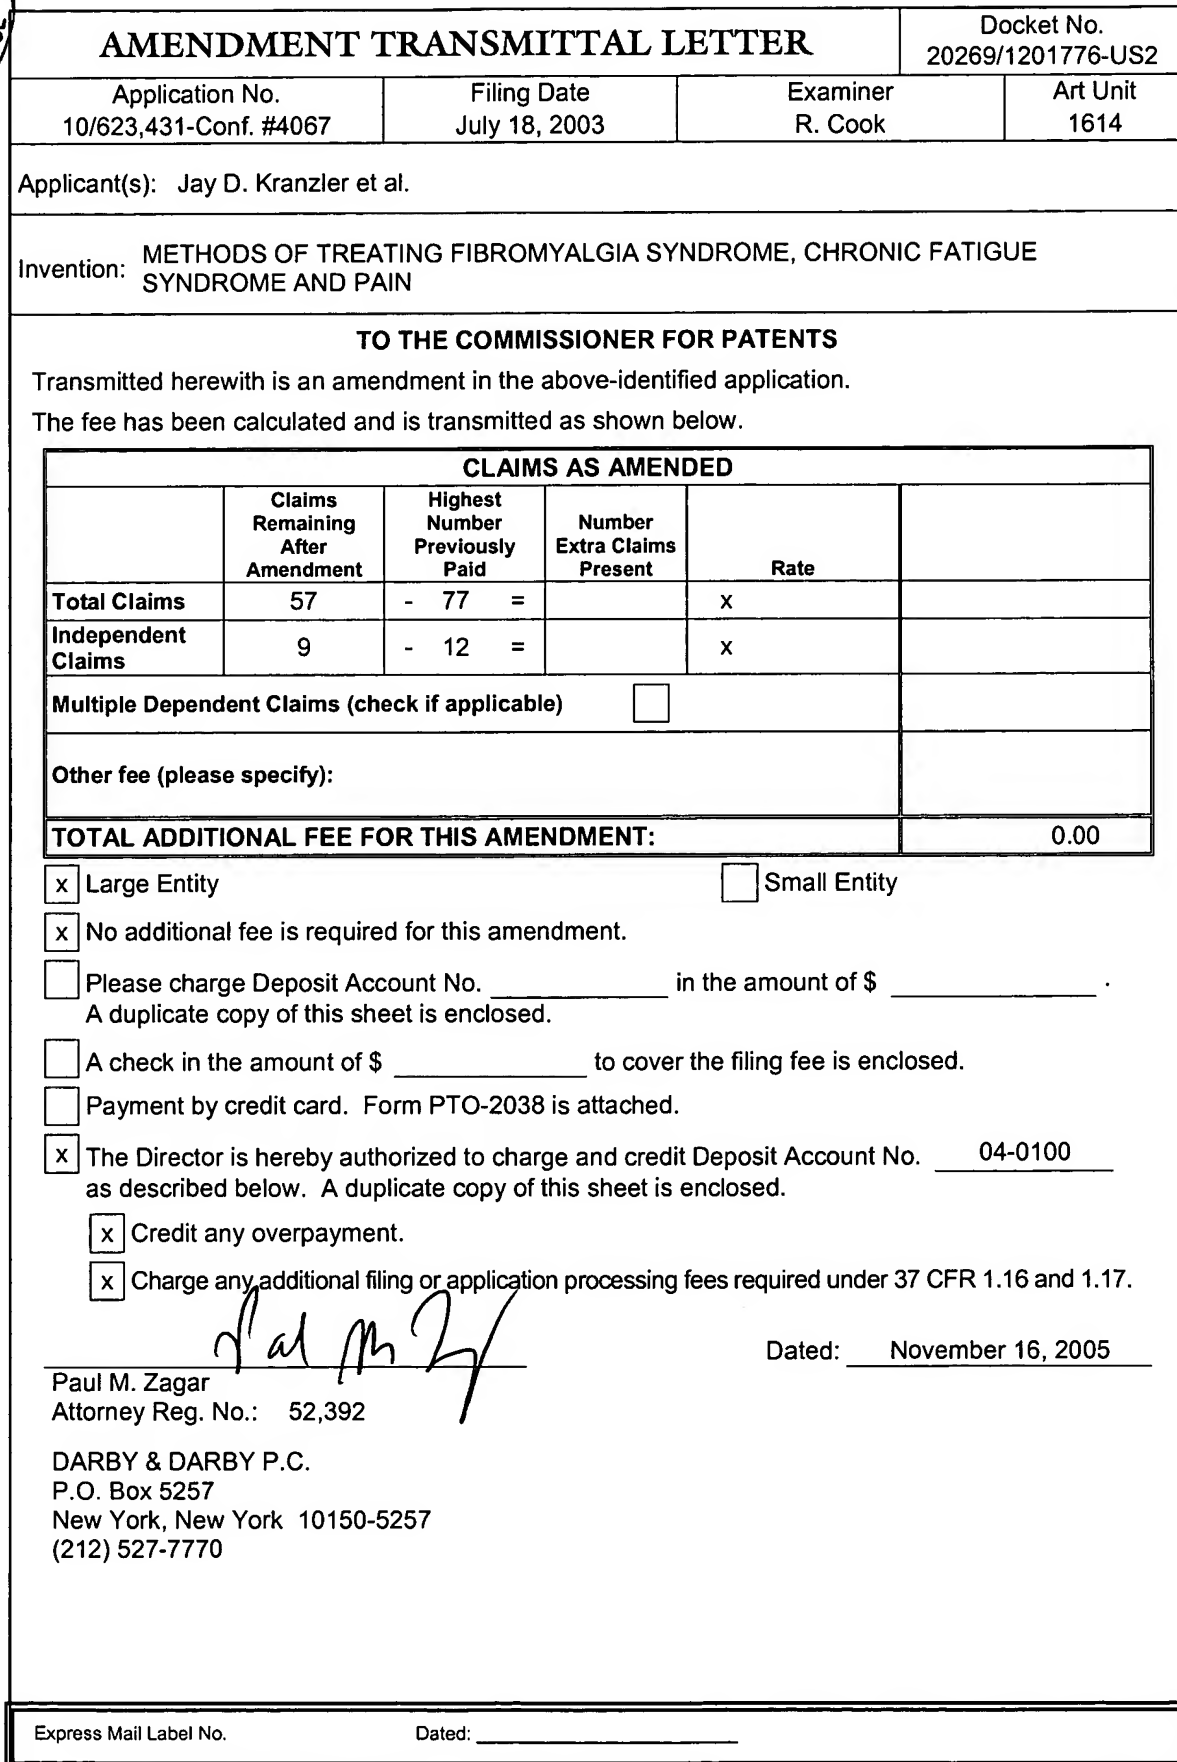 AMENDMENT TRANSMITTAL LETTER
Docket No.
20269/1201776-US2
Application No.
10/623,431-Conf. #4067
Filing Date
July 18, 2003
Examiner
R. Cook
Art Unit
1614
Applicant(s): Jay D. Kranzler et al.
Invention: METHODS OF TREATING FIBROMYALGIA SYNDROME, CHRONIC FATIGUE
SYNDROME AND PAIN
TO THE COMMISSIONER FOR PATENTS
Transmitted herewith is an amendment in the above-identified application.
The fee has been calculated and is transmitted as shown below.
CLAIMS AS AMENDED
Claims
Remaining
After
Amendment
Highest
Number
Previously
Paid
Number
Extra Claims
Present
Rate
Total Claims 57 - 77 = x
Independent
Claims 9 - 12 = x
Multiple Dependent Claims (check if applicable)
Other fee (please specify):
TOTAL ADDITIONAL FEE FOR THIS AMENDMENT: 0.00
x Large Entity Small Entity
x No additional fee is required for this amendment.
Please charge Deposit Account No. in the amount of $ .
A duplicate copy of this sheet is enclosed.
A check in the amount of $ to cover the filing fee is enclosed.
Payment by credit card. Form PTO-2038 is attached.
x The Director is hereby authorized to charge and credit Deposit Account No. 04-0100
as described below. A duplicate copy of this sheet is enclosed.
x Credit any overpayment.
x Charge any additional filing or application processing fees required under 37 CFR 1.16 and 1.17.
Dated: November 16, 2005
Paul M. Zagar
Attorney Reg. No.: 52,392
DARBY & DARBY P.C.
P.O. Box 5257
New York, New York 10150-5257
(212) 527-7770
Express Mail Label No. Dated: